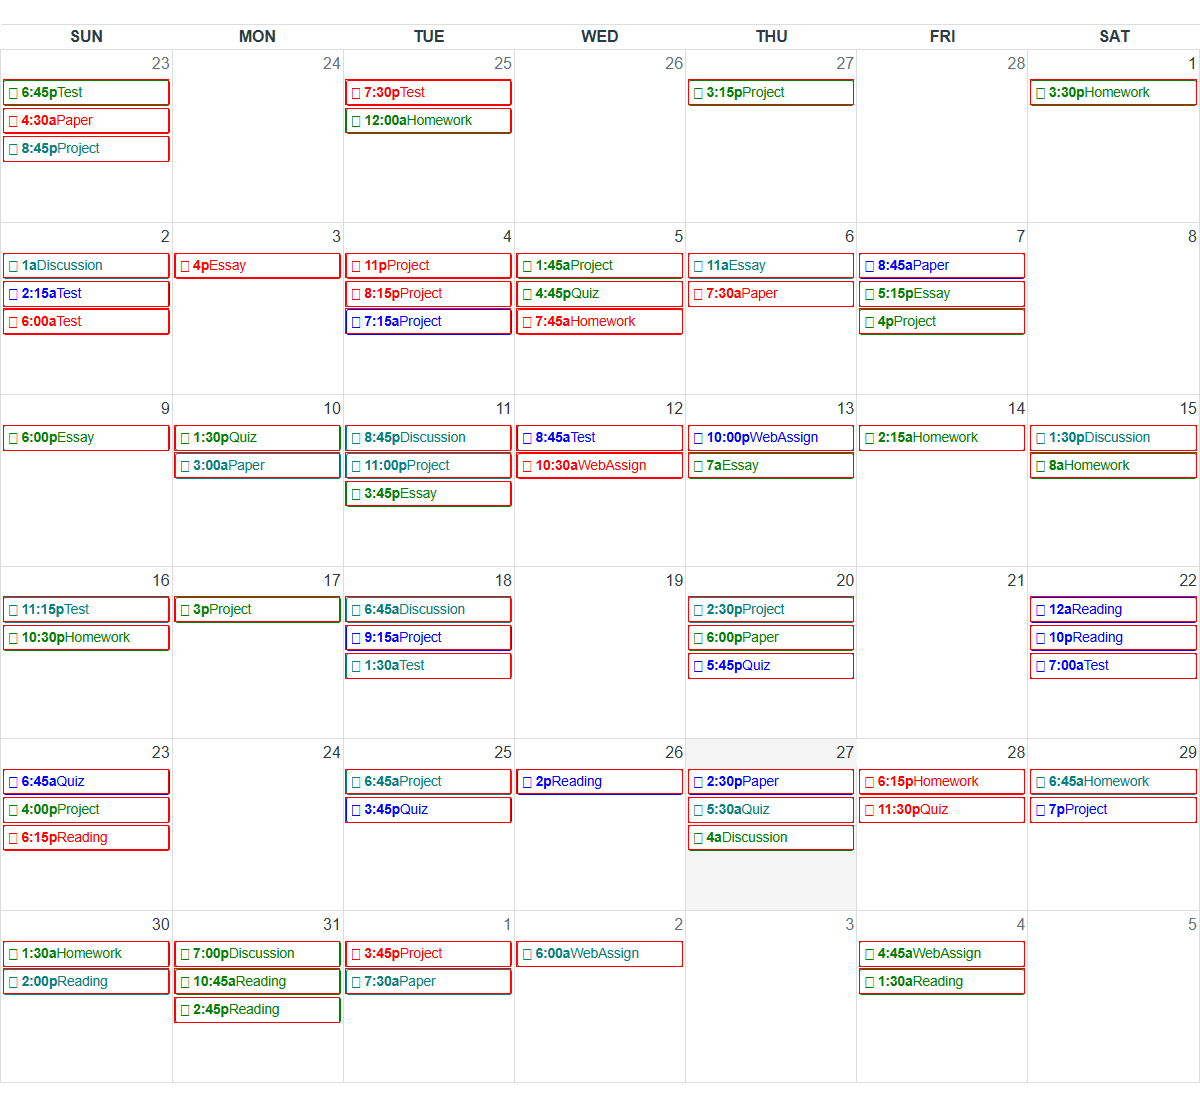 SUN MON TUE WED THU FRI SAT
23 24 25 26 27 28 1
6:45pTest 7:30pTest 3:15pProject 3:30pHomework
4:30aPaper 12:00aHomework
8:45pProject
2 3 4 5 6 7 8
1aDiscussion 4pEssay 11pProject 1:45aProject 11aEssay 8:45aPaper
2:15aTest 8:15pProject 4:45pQuiz 7:30aPaper 5:15pEssay
6:00aTest 7:15aProject 7:45aHomework 4pProject
9 10 11 12 13 14 15
6:00pEssay 1:30pQuiz 8:45pDiscussion 8:45aTest 10:00pWebAssign 2:15aHomework 1:30pDiscussion
3:00aPaper 11:00pProject 10:30aWebAssign 7aEssay 8aHomework
3:45pEssay
16 17 18 19 20 21 22
11:15pTest 3pProject 6:45aDiscussion 2:30pProject 12aReading
10:30pHomework 9:15aProject 6:00pPaper 10pReading
1:30aTest 5:45pQuiz 7:00aTest
23 24 25 26 27 28 29
6:45aQuiz 6:45aProject 2pReading 2:30pPaper 6:15pHomework 6:45aHomework
4:00pProject 3:45pQuiz 5:30aQuiz 11:30pQuiz 7pProject
6:15pReading 4aDiscussion
30 31 1 2 3 4 5
1:30aHomework 7:00pDiscussion 3:45pProject 6:00aWebAssign 4:45aWebAssign
2:00pReading 10:45aReading 7:30aPaper 1:30aReading
2:45pReading